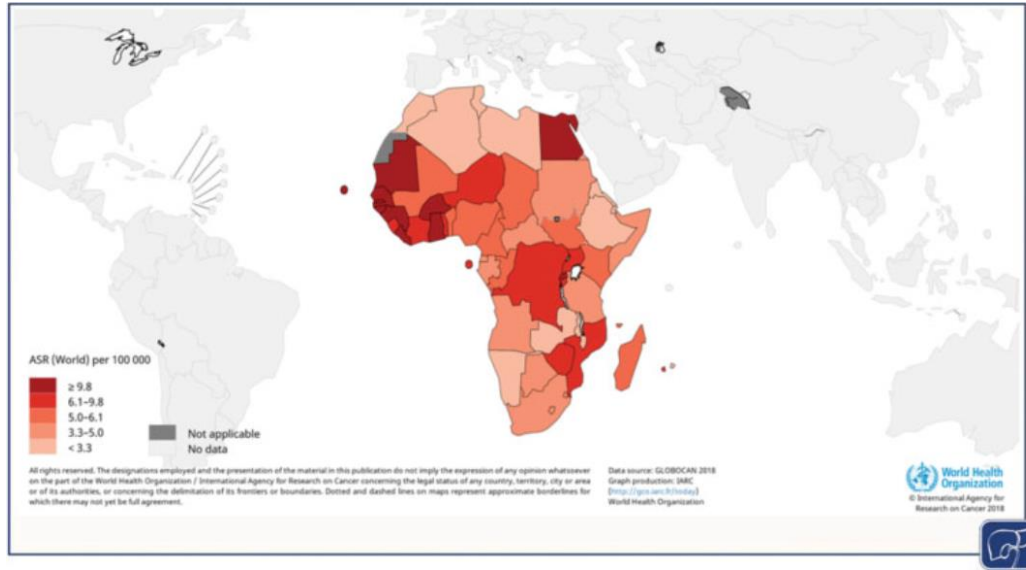 ASR (World) per 100 000
≥ 9.8
6.1–9.8
5.0–6.1
3.3–5.0
< 3.3
Not applicable
No data
All rights reserved. The designations employed and the presentation of the material in this publication do not imply the expression of any opinion whatsoever
on the part of the World Health Organization / International Agency for Research on Cancer concerning the legal status of any country, territory, city or area
or of its authorities, or concerning the delimitation of its frontiers or boundaries. Dotted and dashed lines on maps represent approximate borderlines for
which there may not yet be full agreement.
Data source: GLOBOCAN 2018
Graph production: IARC
(http://gco.iarc.fr/today)
World Health Organization
World Health
Organization
© International Agency for
Research on Cancer 2018